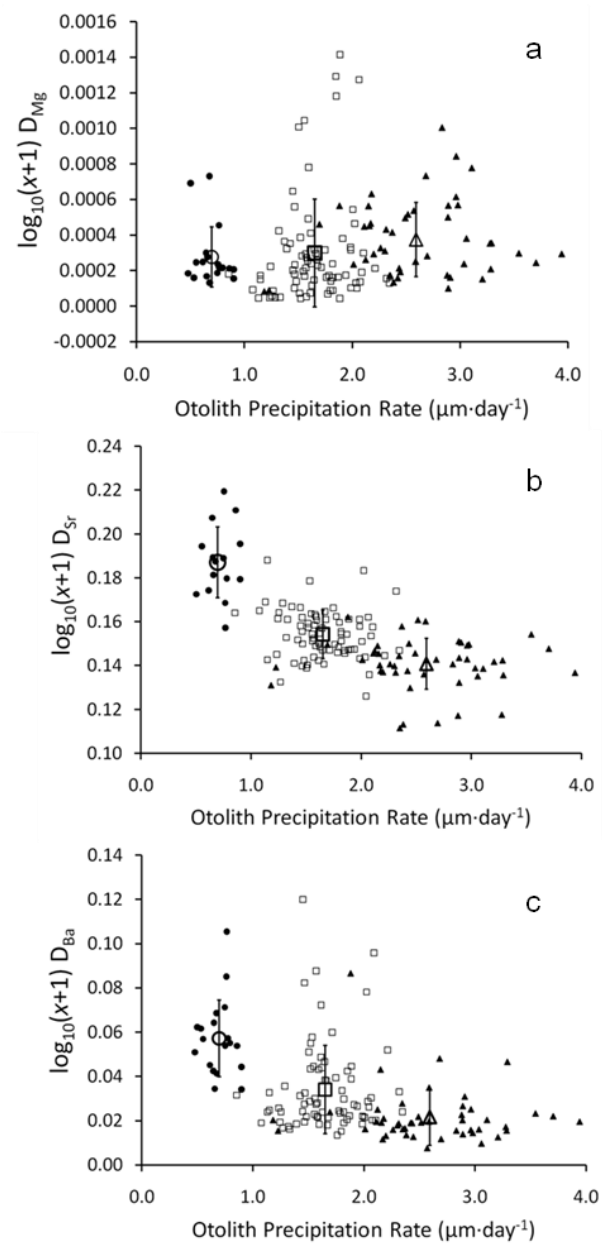 a
log₁₀(x+1) D_Mg
0.0016
0.0014
0.0012
0.0010
0.0008
0.0006
0.0004
0.0002
0.0000
-0.0002
0.0 1.0 2.0 3.0 4.0
Otolith Precipitation Rate (µm·day⁻¹)
b
log₁₀(x+1) D_Sr
0.24
0.22
0.20
0.18
0.16
0.14
0.12
0.10
0.0 1.0 2.0 3.0 4.0
Otolith Precipitation Rate (µm·day⁻¹)
c
log₁₀(x+1) D_Ba
0.14
0.12
0.10
0.08
0.06
0.04
0.02
0.00
0.0 1.0 2.0 3.0 4.0
Otolith Precipitation Rate (µm·day⁻¹)